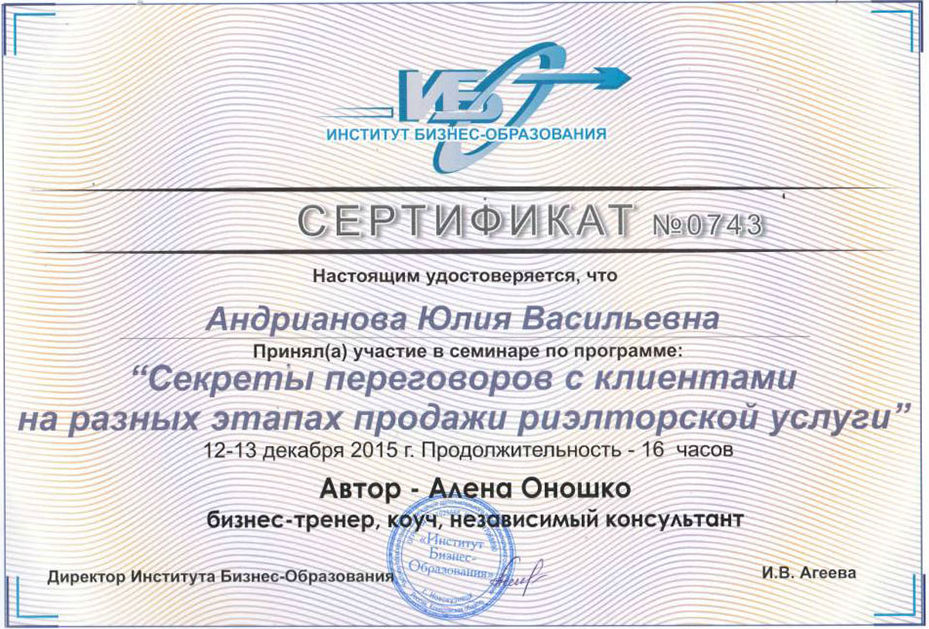 ИБО
ИНСТИТУТ БИЗНЕС-ОБРАЗОВАНИЯ
СЕРТИФИКАТ №0743
Настоящим удостоверяется, что
Андрианова Юлия Васильевна
Принял(а) участие в семинаре по программе:
“Секреты переговоров с клиентами
на разных этапах продажи риэлторской услуги”
12-13 декабря 2015 г. Продолжительность - 16 часов
Автор - Алена Оношко
бизнес-тренер, коуч, независимый консультант
«Институт
Бизнес-
Образования»
г. Новокузнецк
Директор Института Бизнес-Образования
И.В. Агеева